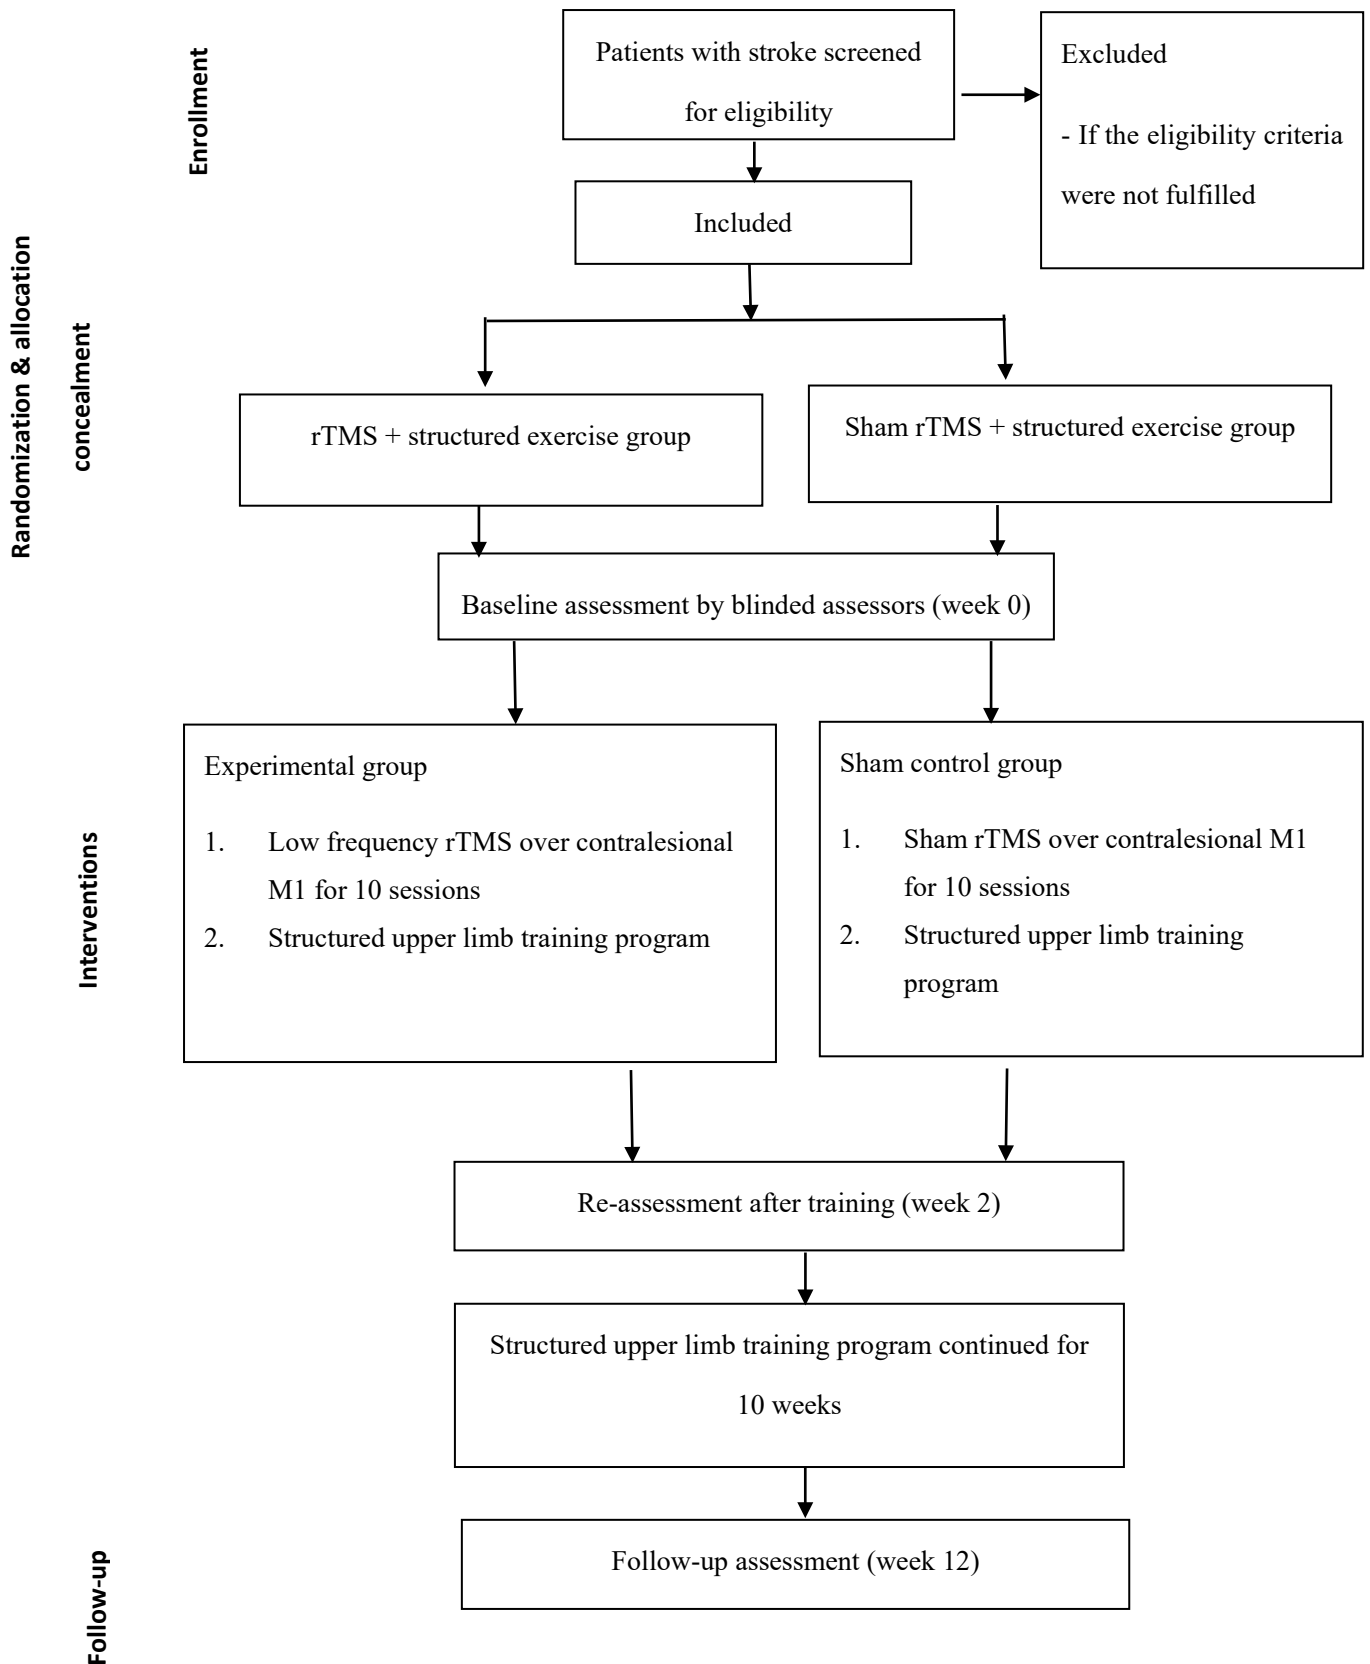 Enrollment
Patients with stroke screened
for eligibility
Excluded
- If the eligibility criteria
were not fulfilled
Included
Randomization & allocation
concealment
rTMS + structured exercise group
Sham rTMS + structured exercise group
Baseline assessment by blinded assessors (week 0)
Interventions
Experimental group
1. Low frequency rTMS over contralesional
M1 for 10 sessions
2. Structured upper limb training program
Sham control group
1. Sham rTMS over contralesional M1
for 10 sessions
2. Structured upper limb training
program
Re-assessment after training (week 2)
Structured upper limb training program continued for
10 weeks
Follow-up
Follow-up assessment (week 12)